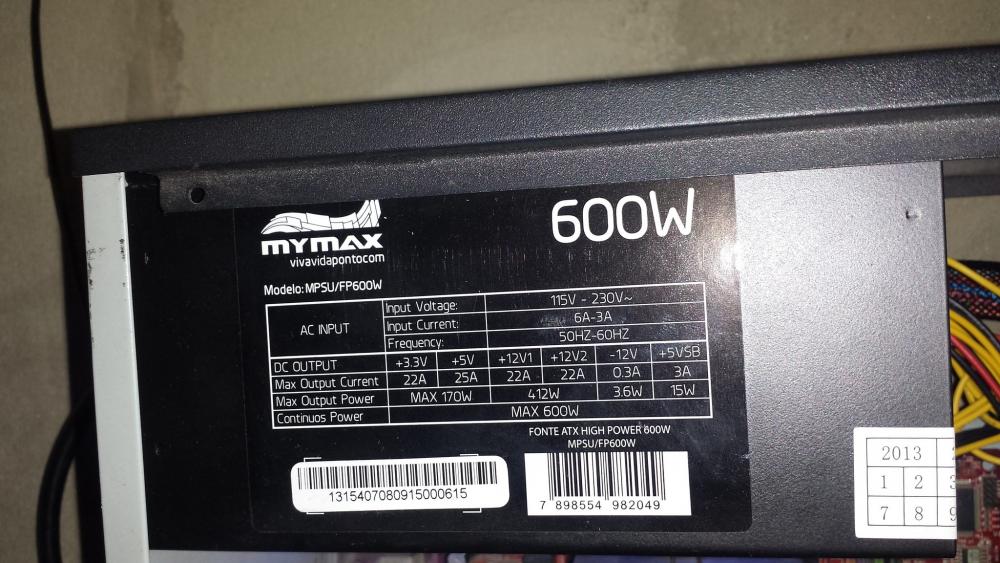 600W
MYMAX
vivavidapontocom
Modelo: MPSU/FP600W
AC INPUT
Input Voltage: 115V - 230V~
Input Current: 6A-3A
Frequency: 50HZ-60HZ
DC OUTPUT +3.3V +5V +12V1 +12V2 -12V +5VSB
Max Output Current 22A 25A 22A 22A 0.3A 3A
Max Output Power MAX 170W 412W 3.6W 15W
Continuos Power MAX 600W
FONTE ATX HIGH POWER 600W
MPSU/FP600W
1315407080915000615
7 898554 982049
2013
1 2 3
7 8 9